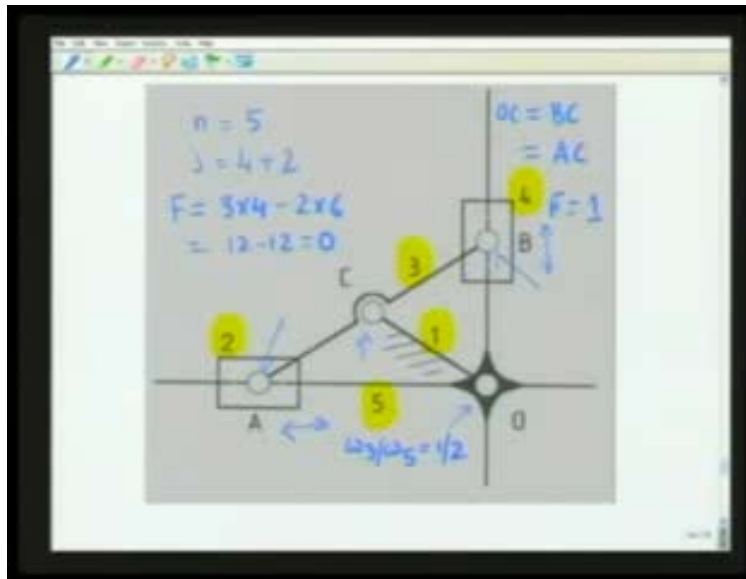 n = 5
j = 4 + 2
F = 3x4 - 2x6
= 12 - 12 = 0
OC = BC
= AC
F = 1
4
B
3
C
1
2
A
5
O
ω3/ω5 = 1/2